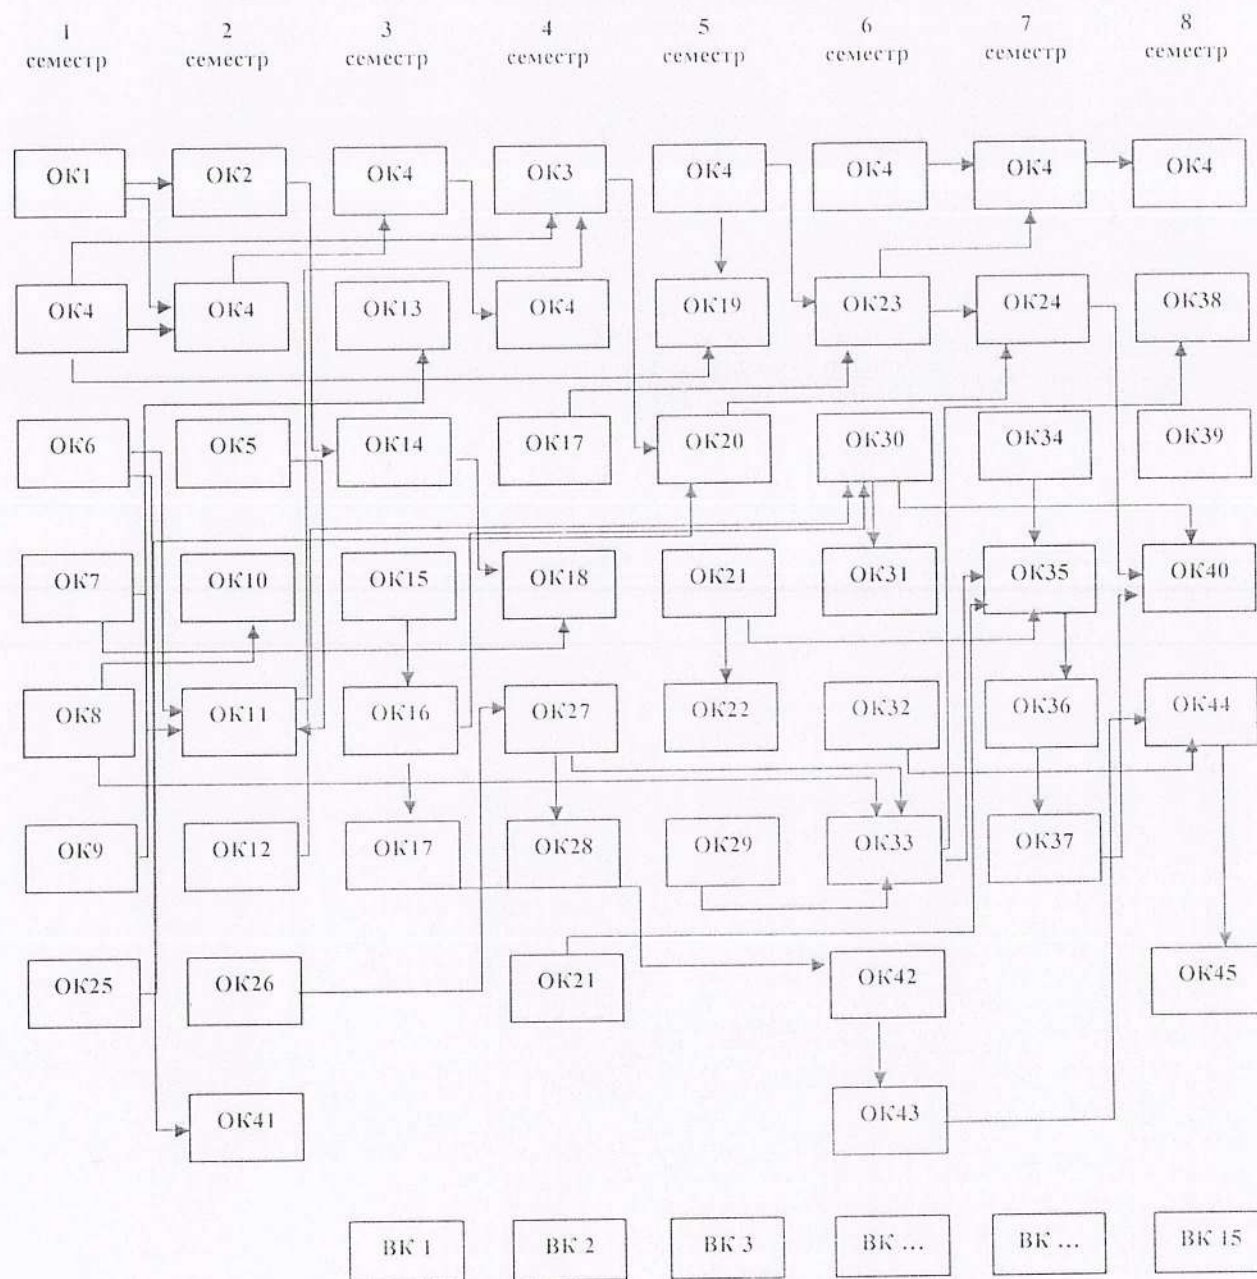 1 2 3 4 5 6 7 8
семестр семестр семестр семестр семестр семестр семестр семестр
ОК1 ОК2 ОК4 ОК3 ОК4 ОК4 ОК4 ОК4
ОК4 ОК4 ОК13 ОК4 ОК19 ОК23 ОК24 ОК38
ОК6 ОК5 ОК14 ОК17 ОК20 ОК30 ОК34 ОК39
ОК7 ОК10 ОК15 ОК18 ОК21 ОК31 ОК35 ОК40
ОК8 ОК11 ОК16 ОК27 ОК22 ОК32 ОК36 ОК44
ОК9 ОК12 ОК17 ОК28 ОК29 ОК33 ОК37
ОК25 ОК26 ОК21 ОК42 ОК45
ОК41 ОК43
ВК 1 ВК 2 ВК 3 ВК ... ВК ... ВК 15